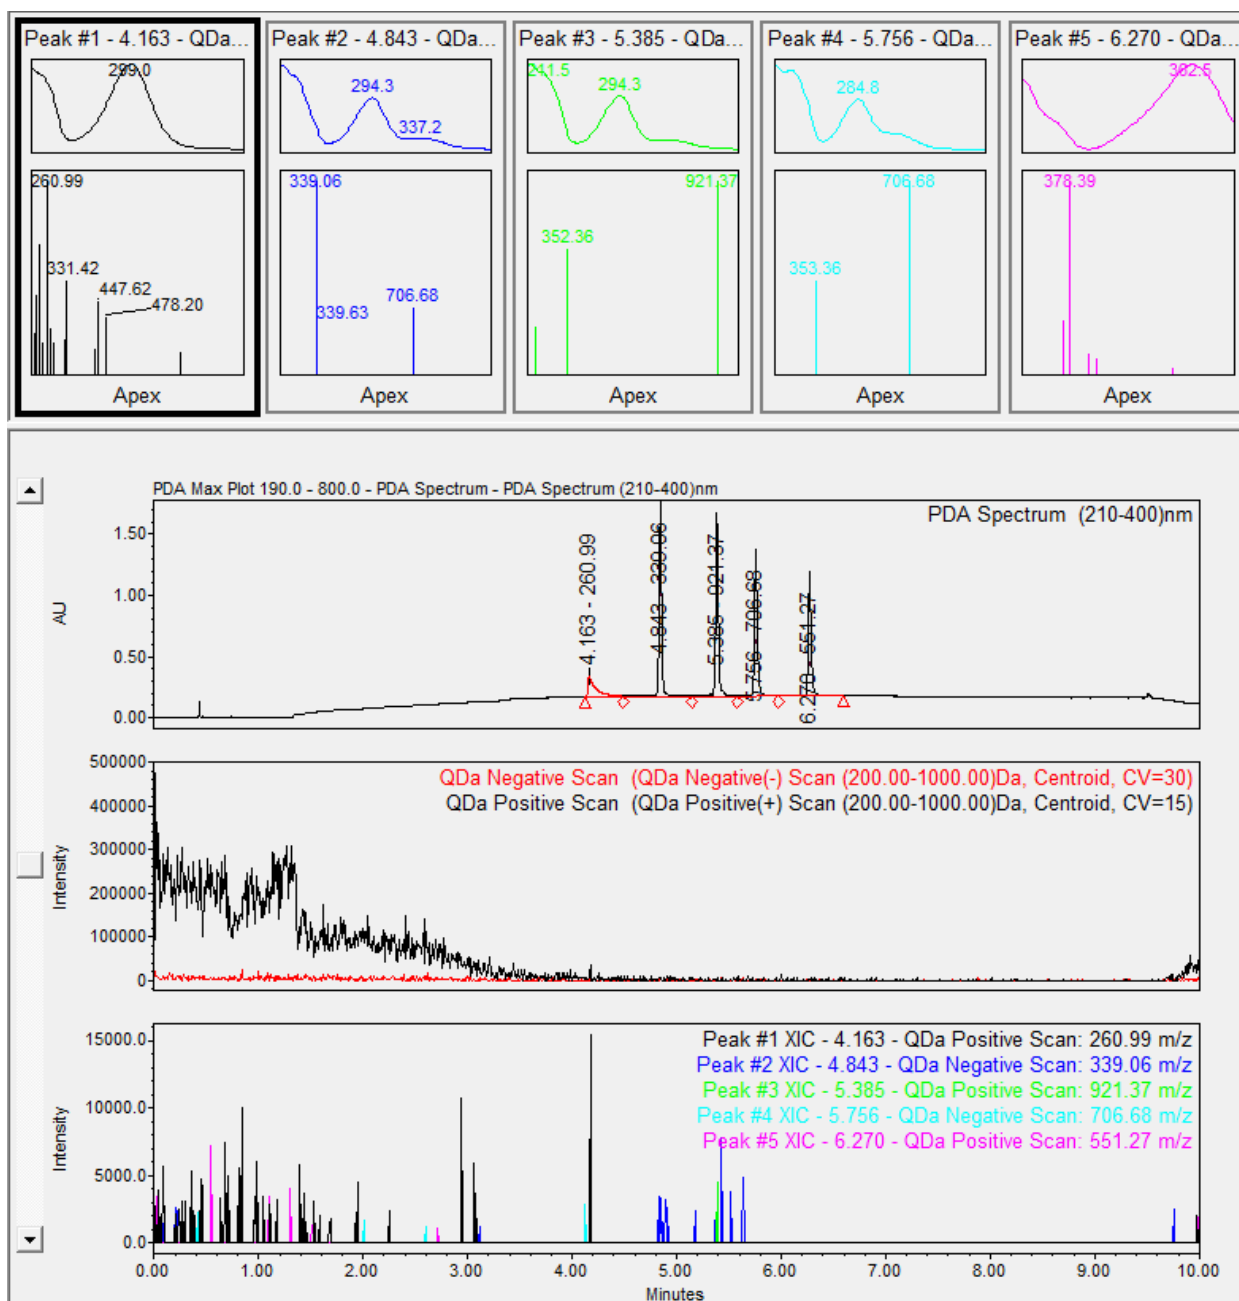 Peak #1 - 4.163 - QDa...
299.0
260.99
331.42
447.62
478.20
Apex
Peak #2 - 4.843 - QDa...
294.3
337.2
339.06
339.63
706.68
Apex
Peak #3 - 5.385 - QDa...
241.5
294.3
921.37
352.36
Apex
Peak #4 - 5.756 - QDa...
284.8
706.68
353.36
Apex
Peak #5 - 6.270 - QDa...
362.5
378.39
Apex
PDA Max Plot 190.0 - 800.0 - PDA Spectrum - PDA Spectrum (210-400)nm
PDA Spectrum (210-400)nm
AU
1.50
1.00
0.50
0.00
4.163 - 260.99
4.843 - 339.06
5.385 - 921.37
5.756 - 706.68
6.270 - 551.27
QDa Negative Scan (QDa Negative(-) Scan (200.00-1000.00)Da, Centroid, CV=30)
QDa Positive Scan (QDa Positive(+) Scan (200.00-1000.00)Da, Centroid, CV=15)
Intensity
500000
400000
300000
200000
100000
0
Peak #1 XIC - 4.163 - QDa Positive Scan: 260.99 m/z
Peak #2 XIC - 4.843 - QDa Negative Scan: 339.06 m/z
Peak #3 XIC - 5.385 - QDa Positive Scan: 921.37 m/z
Peak #4 XIC - 5.756 - QDa Negative Scan: 706.68 m/z
Peak #5 XIC - 6.270 - QDa Positive Scan: 551.27 m/z
Intensity
15000.0
10000.0
5000.0
0.0
0.00 1.00 2.00 3.00 4.00 5.00 6.00 7.00 8.00 9.00 10.00
Minutes